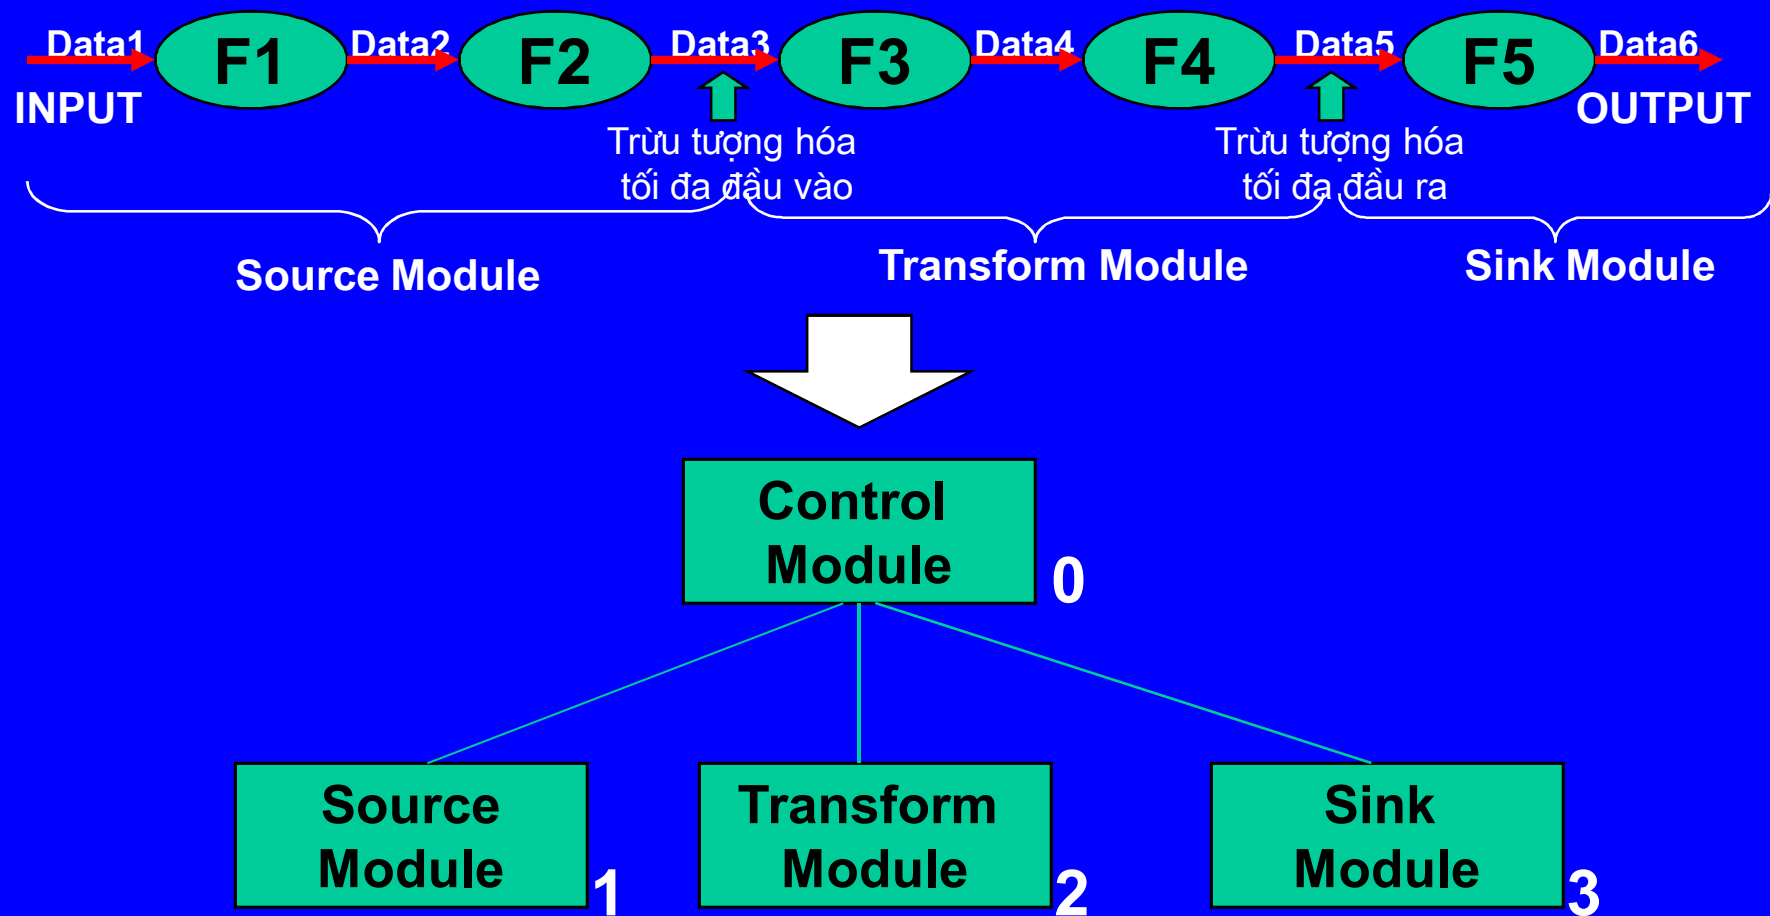 Data1 F1 Data2 F2 Data3 F3 Data4 F4 Data5 F5 Data6
INPUT
OUTPUT
Trừu tượng hóa
tối đa đầu vào
Trừu tượng hóa
tối đa đầu ra
Source Module
Transform Module
Sink Module
Control
Module
0
Source
Module
1
Transform
Module
2
Sink
Module
3